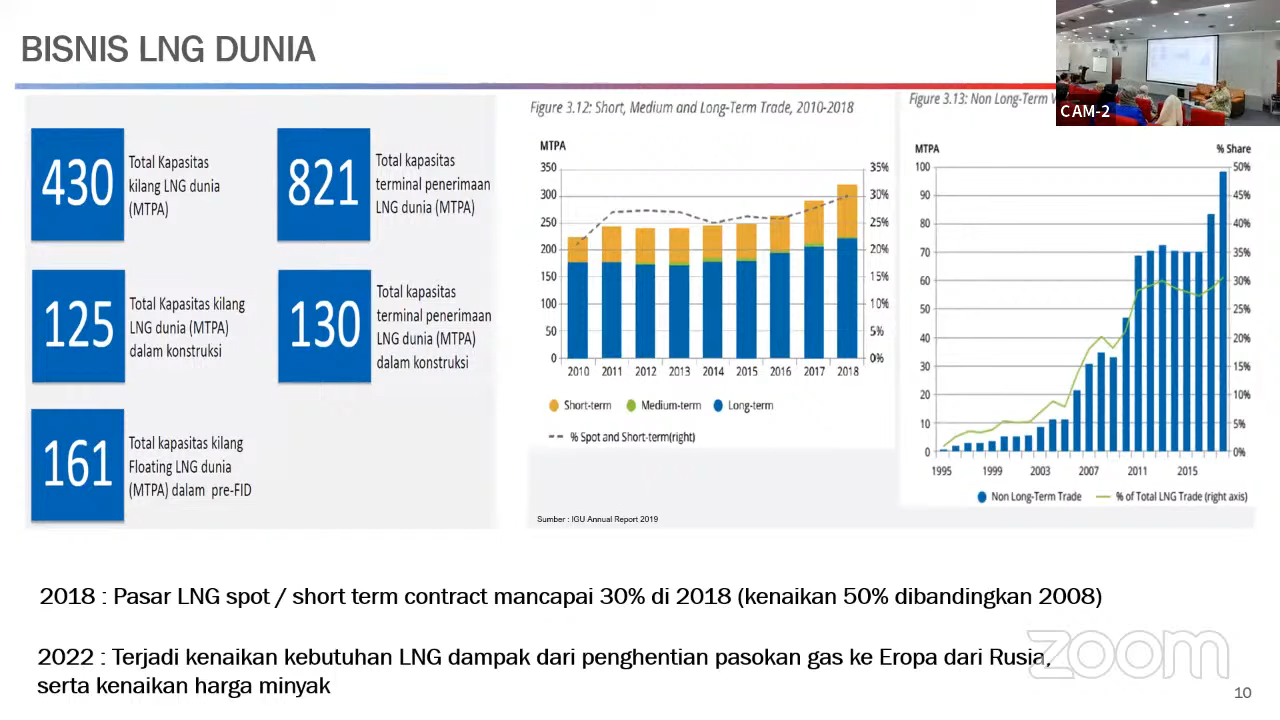 BISNIS LNG DUNIA
CAM-2
430
Total Kapasitas
kilang LNG dunia
(MTPA)
821
Total kapasitas
terminal penerimaan
LNG dunia (MTPA)
125
Total Kapasitas kilang
LNG dunia (MTPA)
dalam konstruksi
130
Total kapasitas
terminal penerimaan
LNG dunia (MTPA)
dalam konstruksi
161
Total kapasitas kilang
Floating LNG dunia
(MTPA) dalam pre-FID
Figure 3.12: Short, Medium and Long-Term Trade, 2010-2018
MTPA
350
300
250
200
150
100
50
0
35%
30%
25%
20%
15%
10%
5%
0%
2010 2011 2012 2013 2014 2015 2016 2017 2018
Short-term Medium-term Long-term
% Spot and Short-term(right)
Figure 3.13: Non Long-Term
MTPA % Share
100
90
80
70
60
50
40
30
20
10
0
50%
45%
40%
35%
30%
25%
20%
15%
10%
5%
0%
1995 1999 2003 2007 2011 2015
Non Long-Term Trade % of Total LNG Trade (right axis)
Sumber : IGU Annual Report 2019
2018 : Pasar LNG spot / short term contract mancapai 30% di 2018 (kenaikan 50% dibandingkan 2008)
2022 : Terjadi kenaikan kebutuhan LNG dampak dari penghentian pasokan gas ke Eropa dari Rusia,
serta kenaikan harga minyak
zoom
10